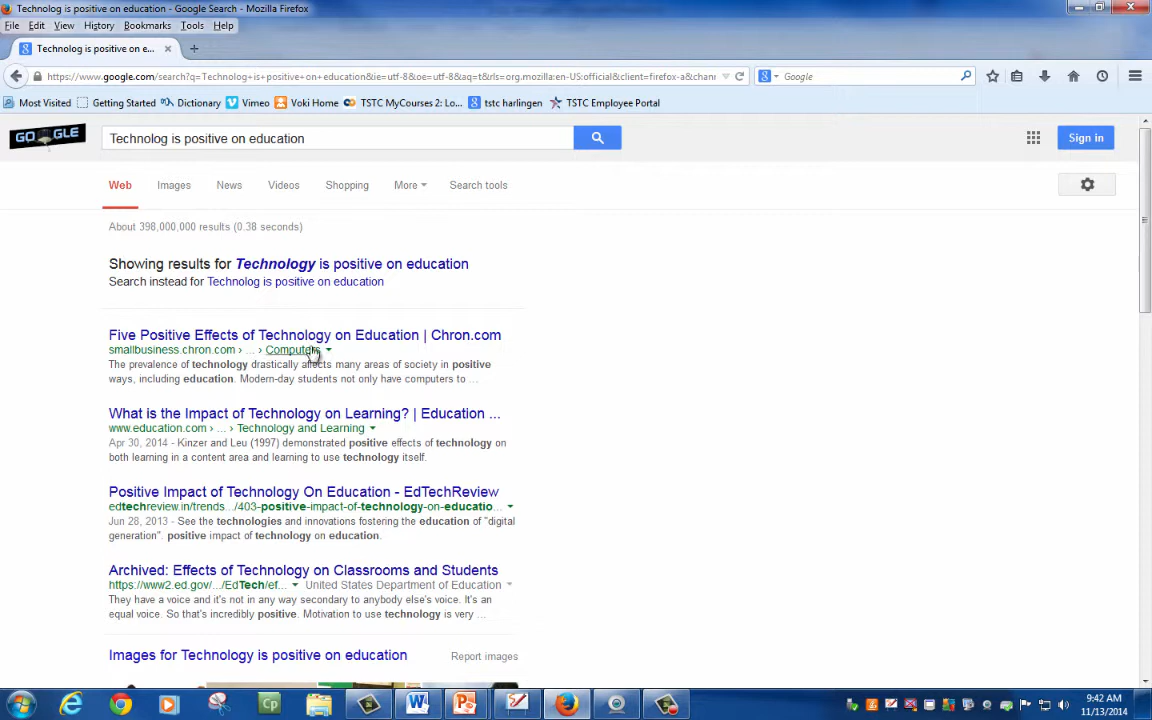 Technolog is positive on education - Google Search - Mozilla Firefox
File Edit View History Bookmarks Tools Help
Technolog is positive on e...
https://www.google.com/search?q=Technolog+is+positive+on+education&ie=utf-8&oe=utf-8&aq=t&rls=org.mozilla:en-US:official&client=firefox-a&chann
Google
Most Visited Getting Started Dictionary Vimeo Voki Home TSTC MyCourses 2: Lo... tstc harlingen TSTC Employee Portal
GOOGLE
Technolog is positive on education
Sign in
Web Images News Videos Shopping More Search tools
About 398,000,000 results (0.38 seconds)
Showing results for Technology is positive on education
Search instead for Technolog is positive on education
Five Positive Effects of Technology on Education | Chron.com
smallbusiness.chron.com › ... › Computers
The prevalence of technology drastically affects many areas of society in positive
ways, including education. Modern-day students not only have computers to ...
What is the Impact of Technology on Learning? | Education ...
www.education.com › ... › Technology and Learning
Apr 30, 2014 - Kinzer and Leu (1997) demonstrated positive effects of technology on
both learning in a content area and learning to use technology itself.
Positive Impact of Technology On Education - EdTechReview
edtechreview.in/trends.../403-positive-impact-of-technology-on-educatio...
Jun 28, 2013 - See the technologies and innovations fostering the education of "digital
generation". positive impact of technology on education.
Archived: Effects of Technology on Classrooms and Students
https://www2.ed.gov/.../EdTech/ef... United States Department of Education
They have a voice and it's not in any way secondary to anybody else's voice. It's an
equal voice. So that's incredibly positive. Motivation to use technology is very ...
Images for Technology is positive on education Report images
Cp
9:42 AM
11/13/2014